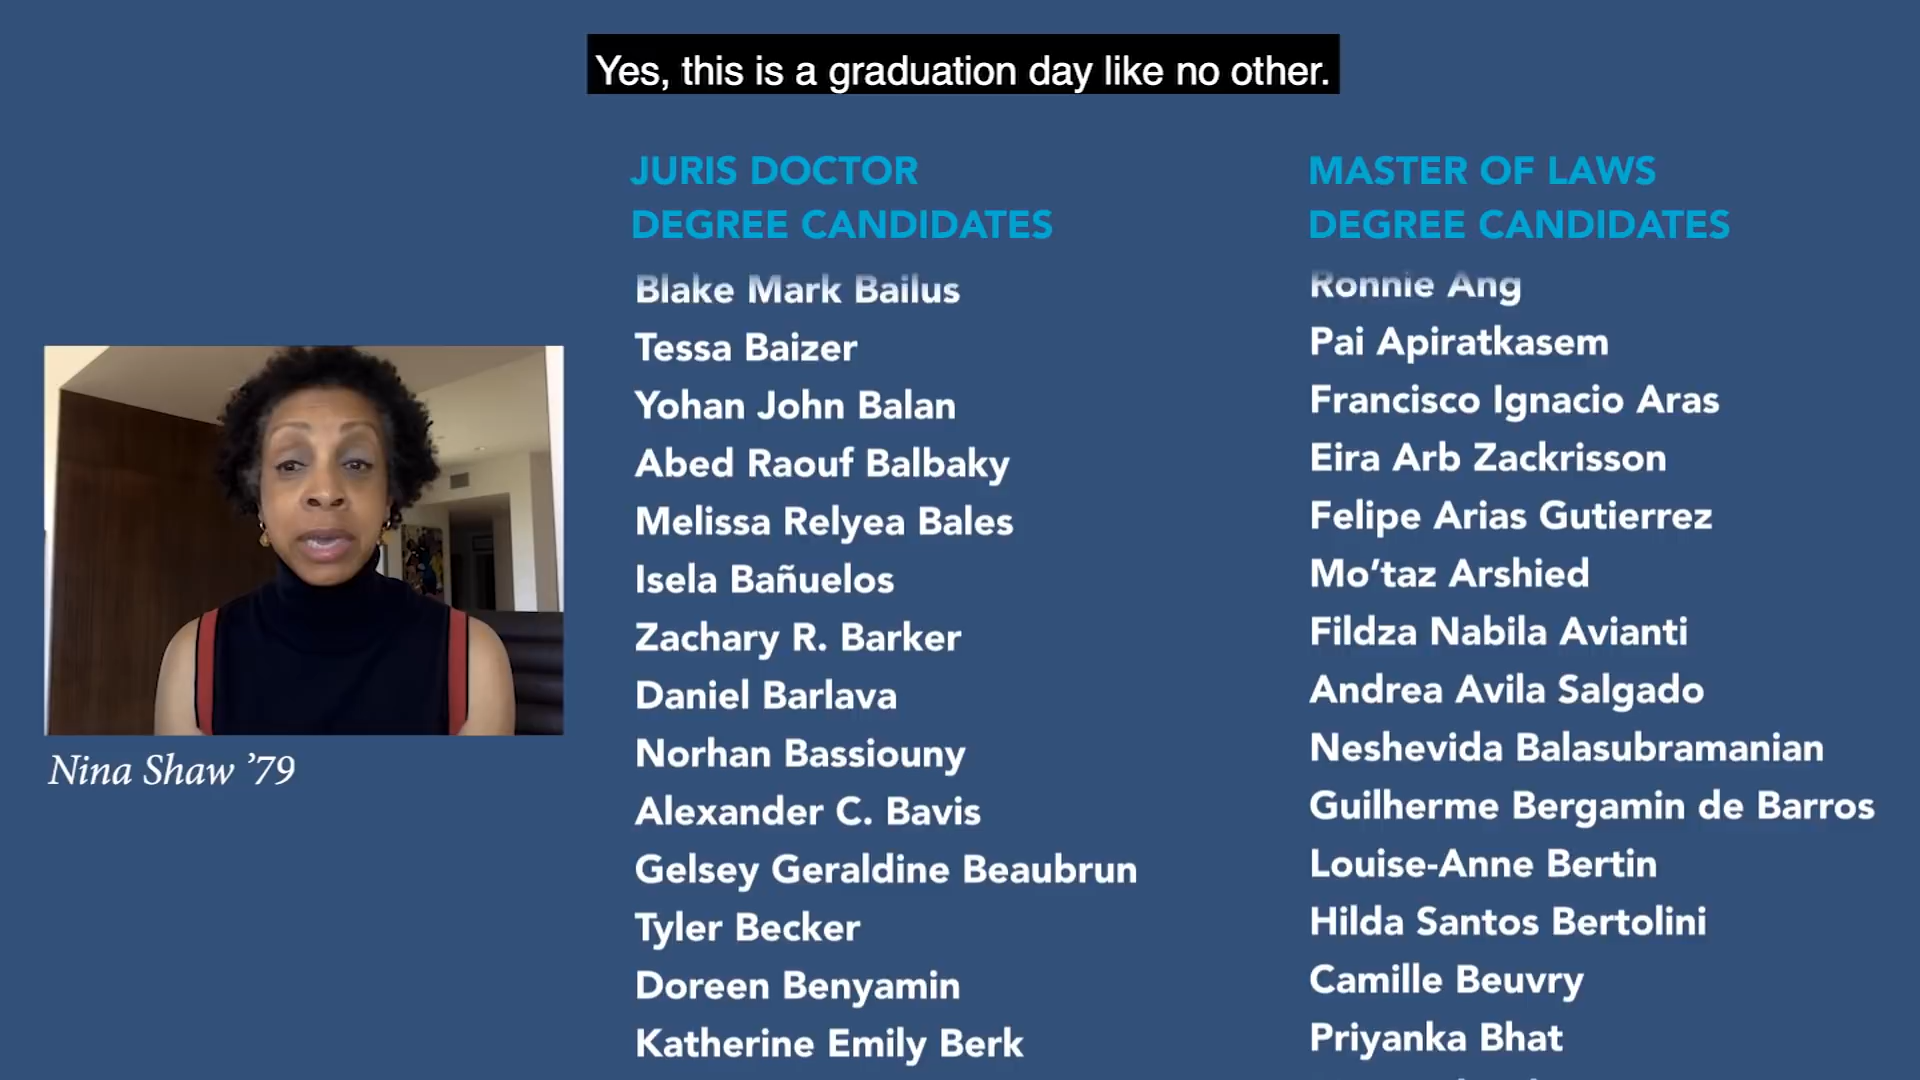 Yes, this is a graduation day like no other.
JURIS DOCTOR
DEGREE CANDIDATES
Blake Mark Bailus
Tessa Baizer
Yohan John Balan
Abed Raouf Balbaky
Melissa Relyea Bales
Isela Bañuelos
Zachary R. Barker
Daniel Barlava
Norhan Bassiouny
Alexander C. Bavis
Gelsey Geraldine Beaubrun
Tyler Becker
Doreen Benyamin
Katherine Emily Berk
MASTER OF LAWS
DEGREE CANDIDATES
Ronnie Ang
Pai Apiratkasem
Francisco Ignacio Aras
Eira Arb Zackrisson
Felipe Arias Gutierrez
Mo’taz Arshied
Fildza Nabila Avianti
Andrea Avila Salgado
Neshevida Balasubramanian
Guilherme Bergamin de Barros
Louise-Anne Bertin
Hilda Santos Bertolini
Camille Beuvry
Priyanka Bhat
Nina Shaw ’79